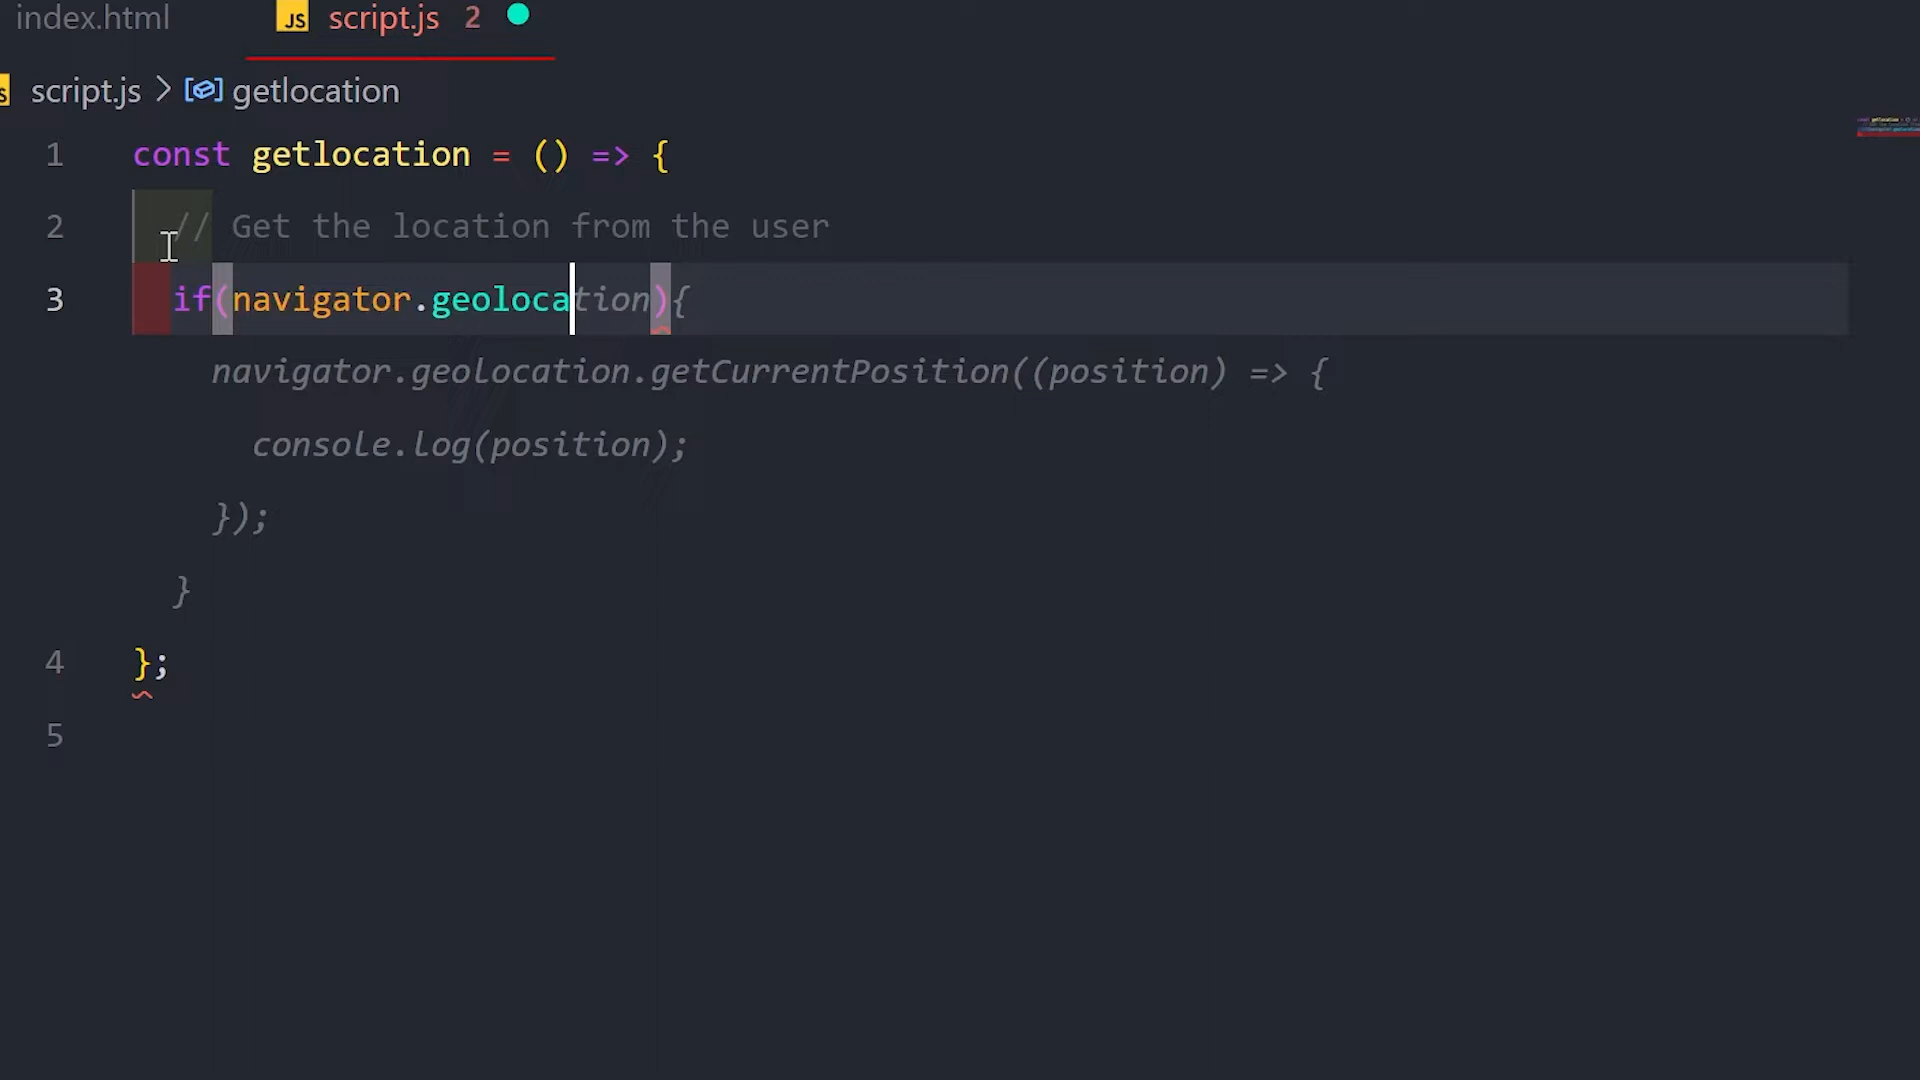 index.html JS script.js 2
script.js > getlocation
1 const getlocation = () => {
2 // Get the location from the user
3 if(navigator.geolocation){
navigator.geolocation.getCurrentPosition((position) => {
console.log(position);
});
}
4 };
5